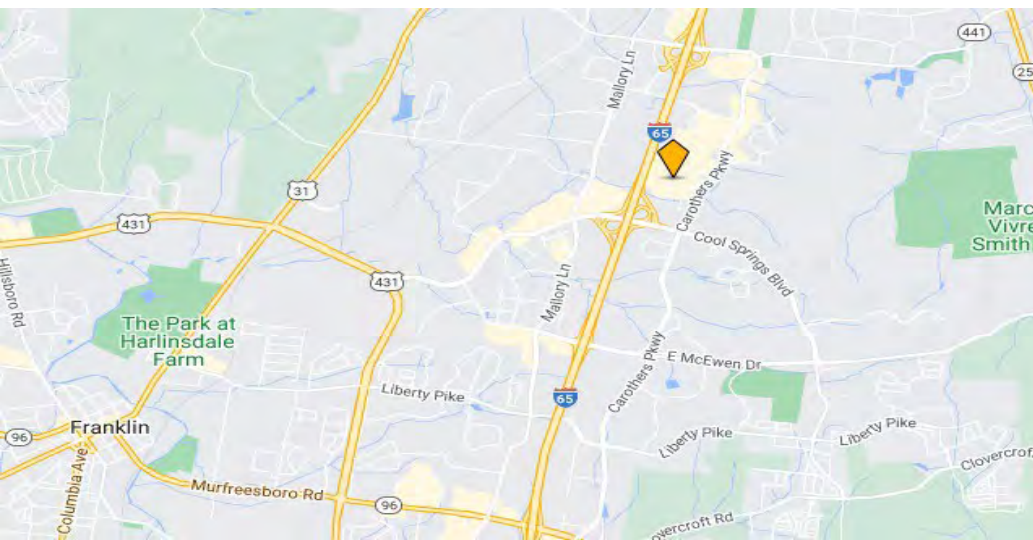 441
25
Mallory Ln
65
31
Carothers Pkwy
431
Cool Springs Blvd
Marc
Vivre
Smith
Hillsboro Rd
431
Mallory Ln
The Park at
Harlinsdale
Farm
E McEwen Dr
Carothers Pkwy
Liberty Pike
65
Franklin
96
Liberty Pike
Liberty Pike
Clovercrof
Columbia Ave
Murfreesboro Rd
96
overcroft Rd